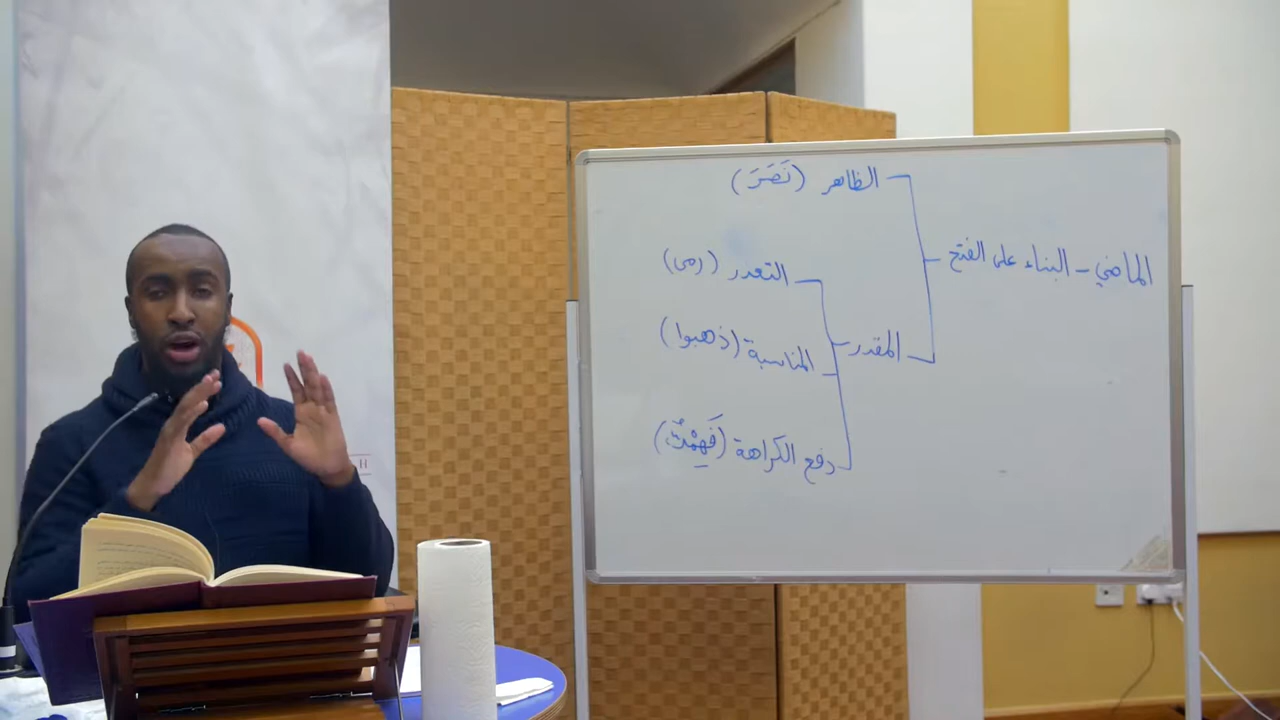 الظاهر (نَصَرَ)
الماضي - البناء على الفتح
التعذر (رمى)
المقدر
المناسبة (ذهبوا)
دفع الكراهة (فَهِمْتُ)